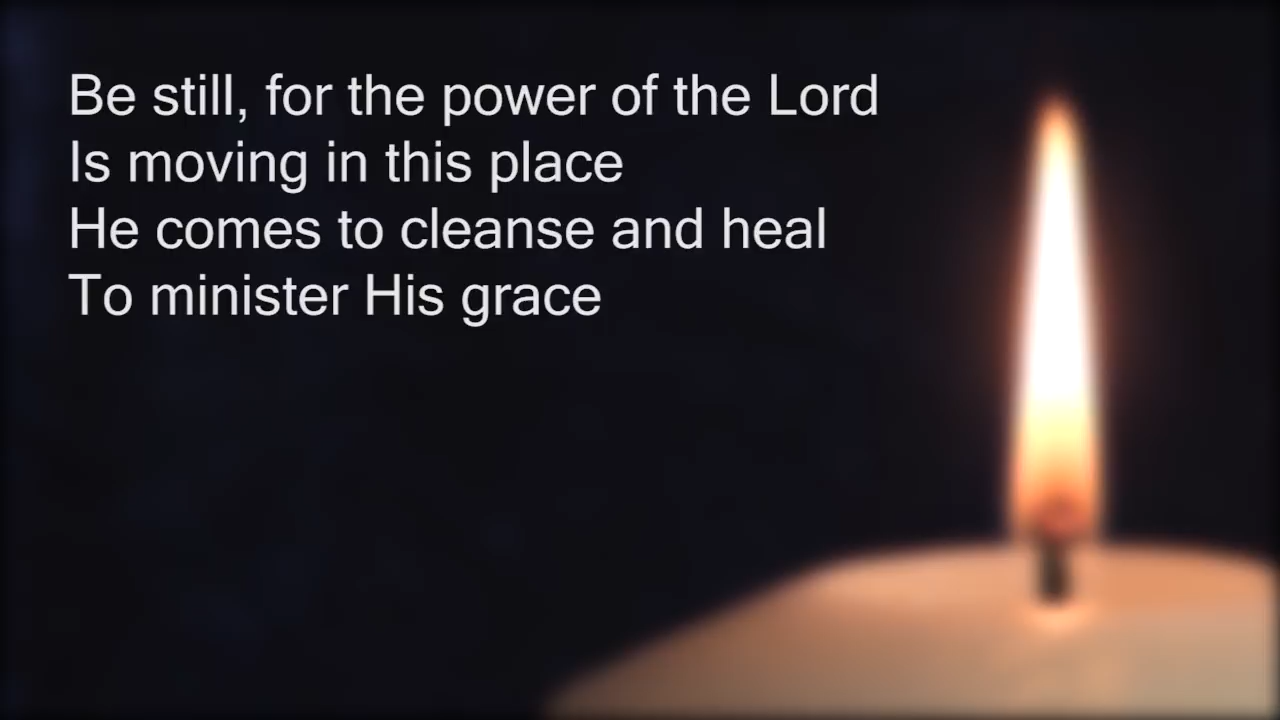 Be still, for the power of the Lord
Is moving in this place
He comes to cleanse and heal
To minister His grace